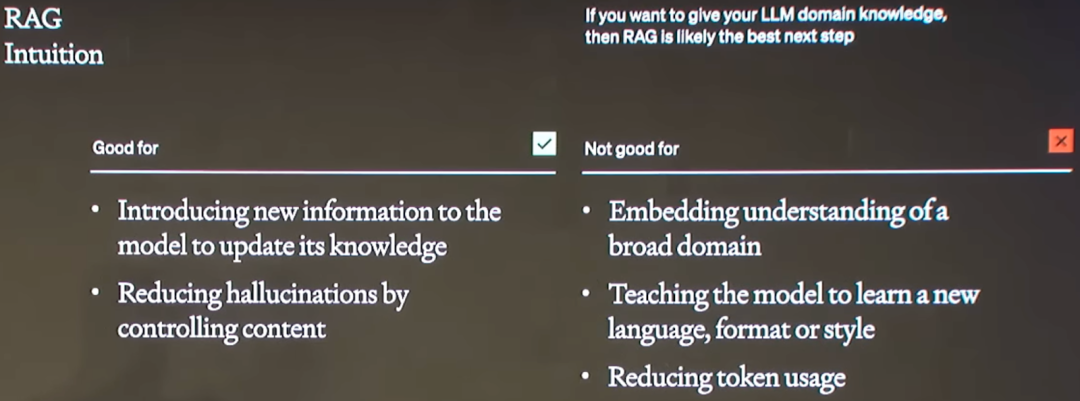 RAG
Intuition
If you want to give your LLM domain knowledge,
then RAG is likely the best next step
Good for
Not good for
• Introducing new information to the
model to update its knowledge
• Reducing hallucinations by
controlling content
• Embedding understanding of a
broad domain
• Teaching the model to learn a new
language, format or style
• Reducing token usage